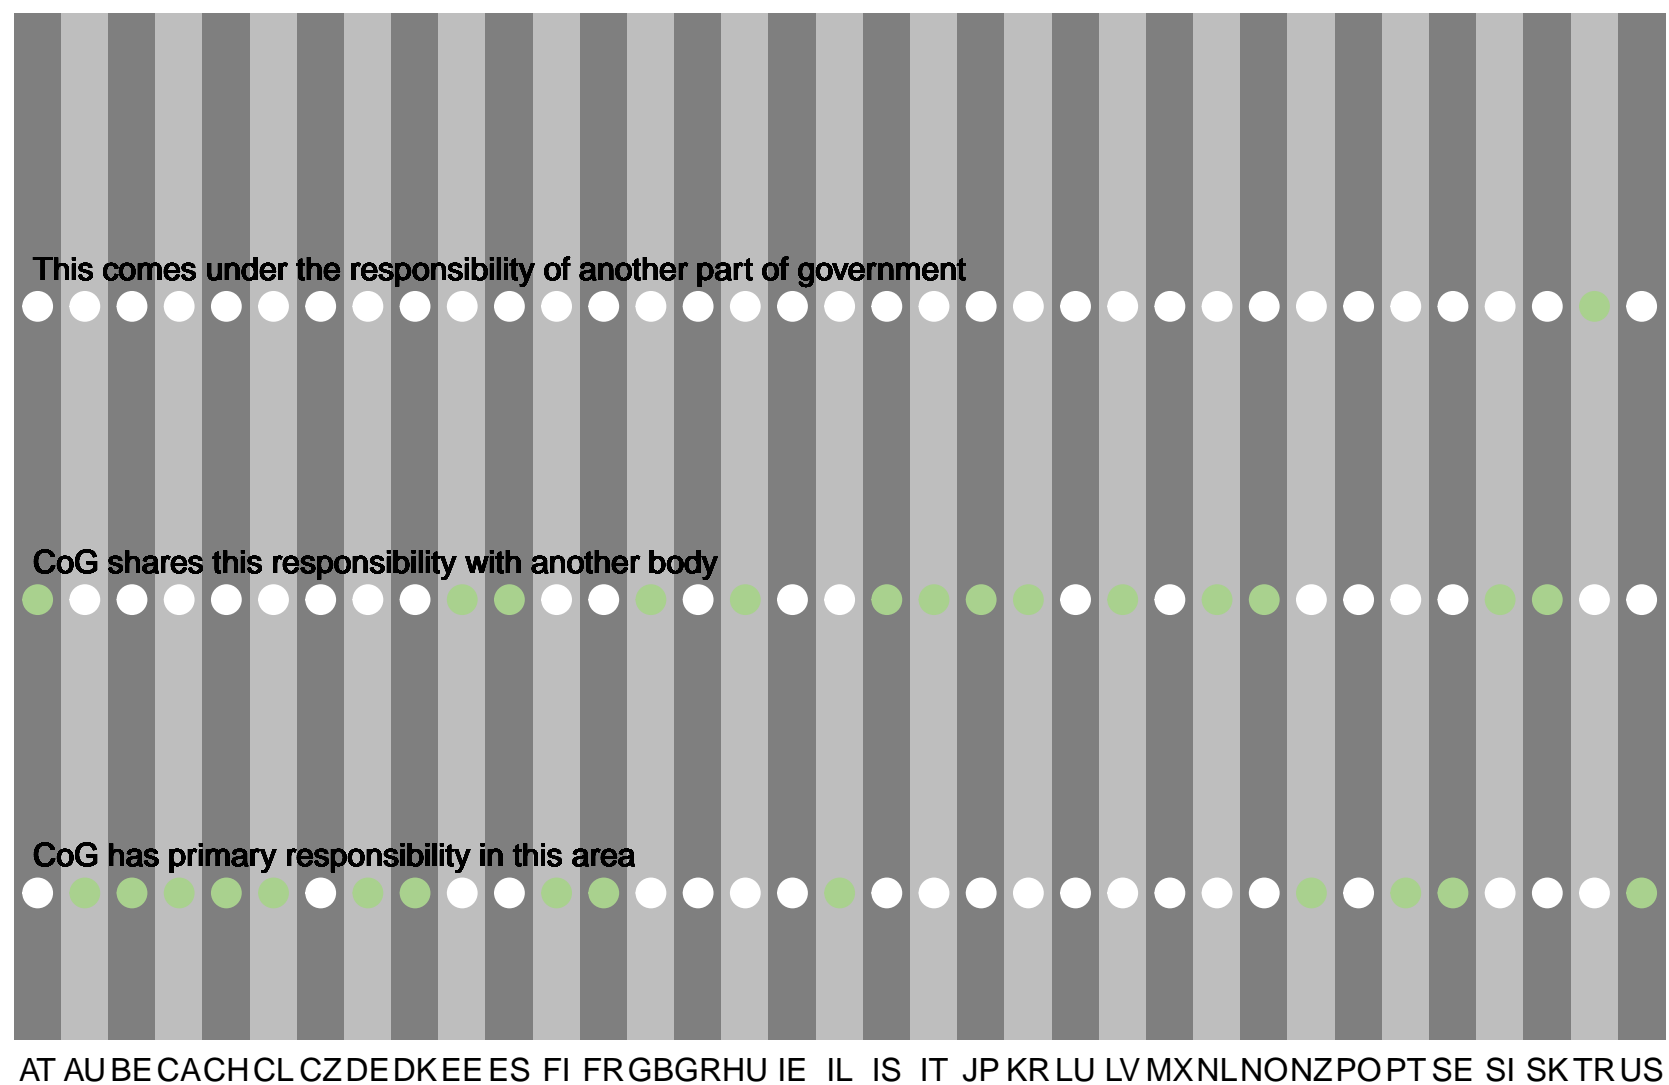 This comes under the responsibility of another part of government
CoG shares this responsibility with another body
CoG has primary responsibility in this area
AT AU BE CA CH CL CZ DE DK EE ES FI FR GB GR HU IE IL IS IT JP KR LU LV MX NL NO NZ PO PT SE SI SK TR US